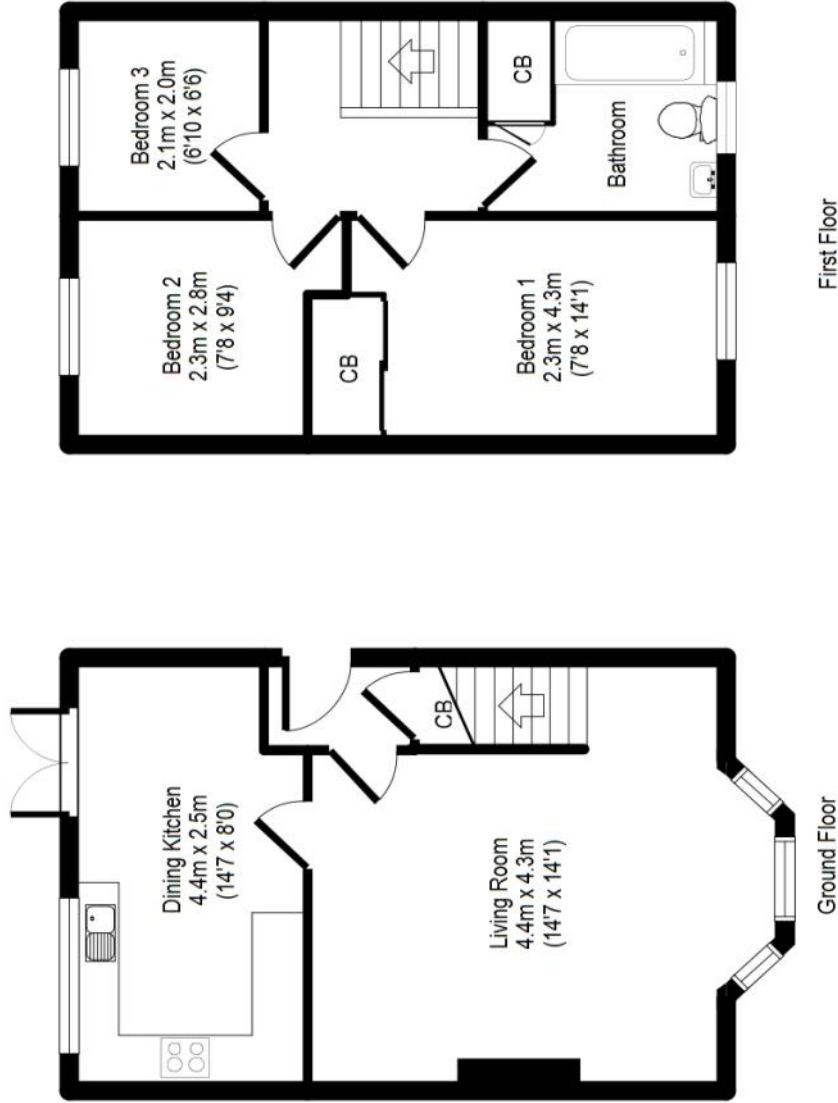 Dining Kitchen
4.4m x 2.5m
(14'7 x 8'0)
Living Room
4.4m x 4.3m
(14'7 x 14'1)
CB
Ground Floor
Bedroom 2
2.3m x 2.8m
(7'8 x 9'4)
Bedroom 3
2.1m x 2.0m
(6'10 x 6'6)
CB
Bedroom 1
2.3m x 4.3m
(7'8 x 14'1)
CB
Bathroom
First Floor